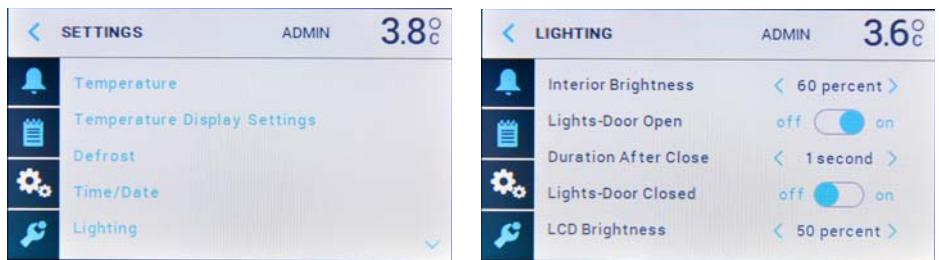 SETTINGS ADMIN 3.8°C
Temperature
Temperature Display Settings
Defrost
Time/Date
Lighting
LIGHTING ADMIN 3.6°C
Interior Brightness 60 percent
Lights-Door Open off on
Duration After Close 1 second
Lights-Door Closed off on
LCD Brightness 50 percent